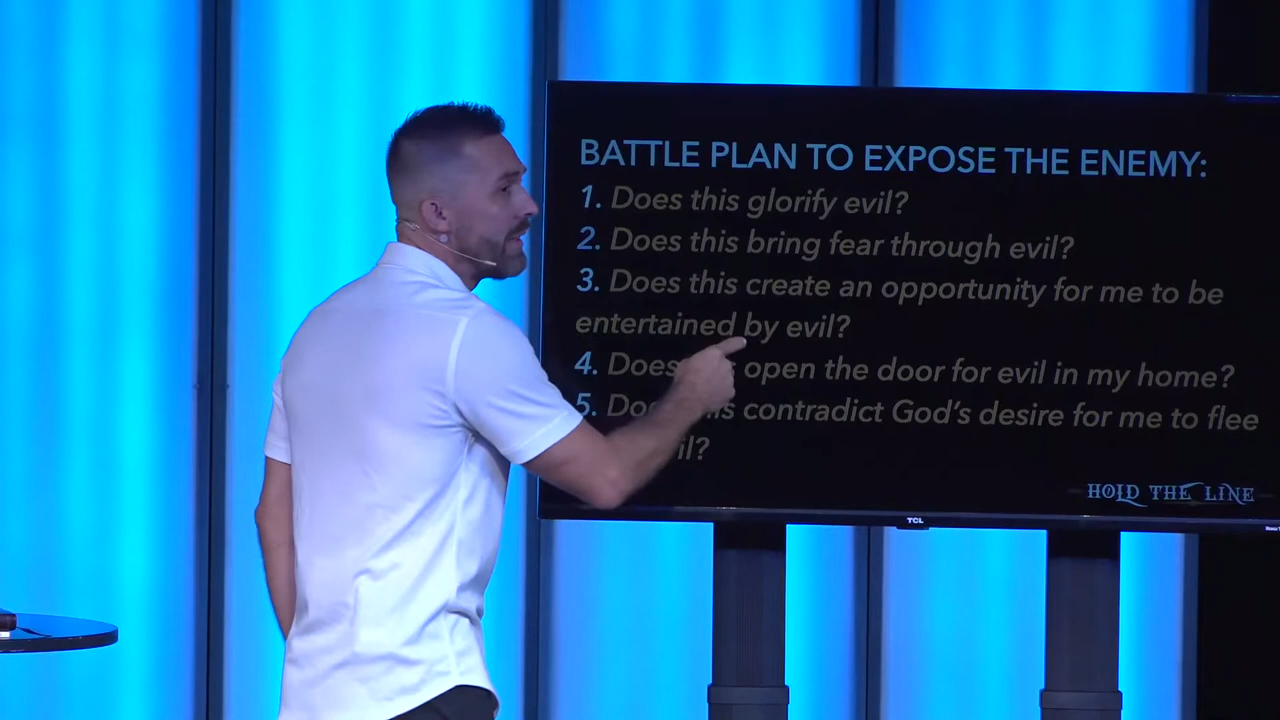 BATTLE PLAN TO EXPOSE THE ENEMY:
1. Does this glorify evil?
2. Does this bring fear through evil?
3. Does this create an opportunity for me to be
entertained by evil?
4. Does open the door for evil in my home?
5. contradict God's desire for me to flee
HOLD THE LINE
TCL